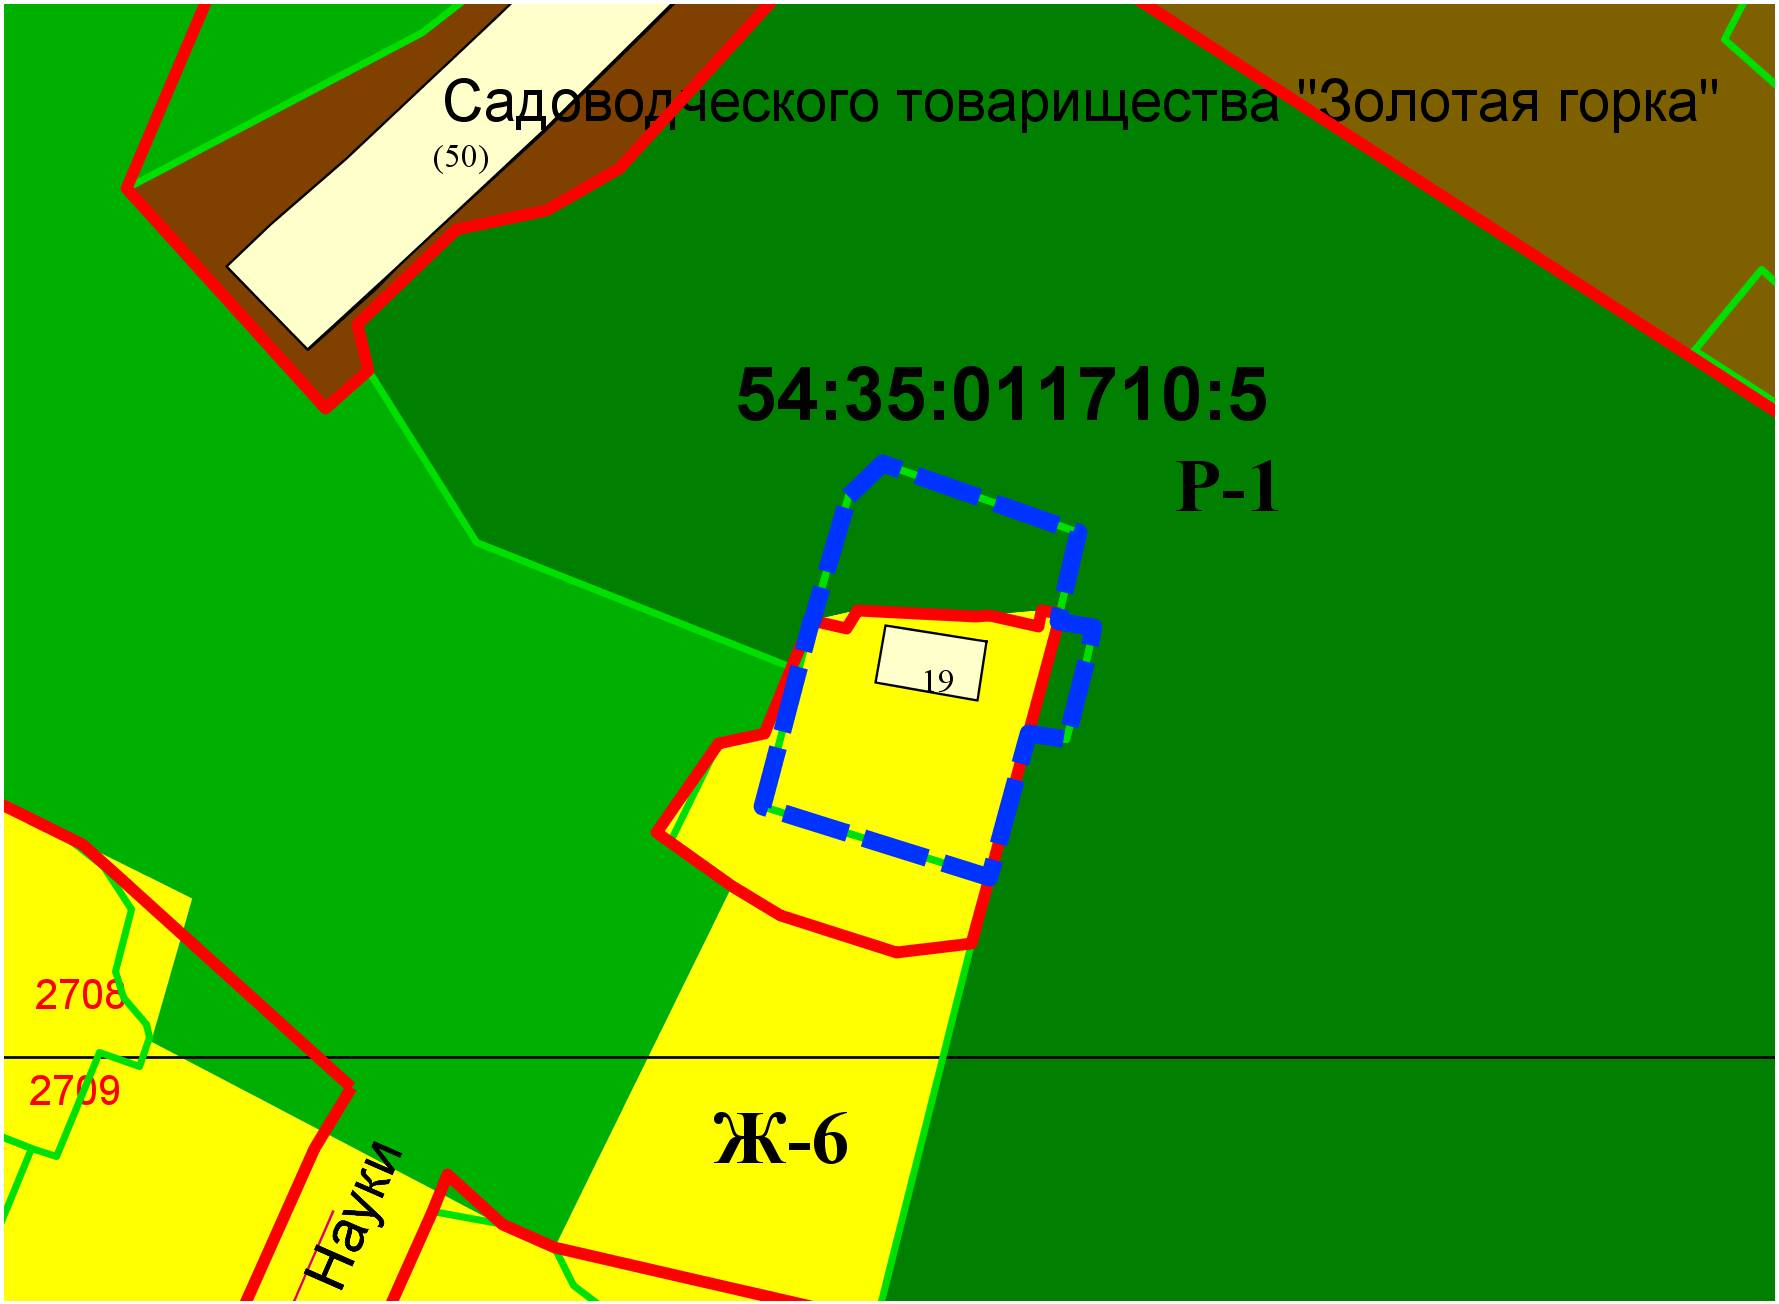 Садоводческого товарищества "Золотая горка"
(50)
54:35:011710:5
Р-1
19
2708
2709
Ж-6
Науки